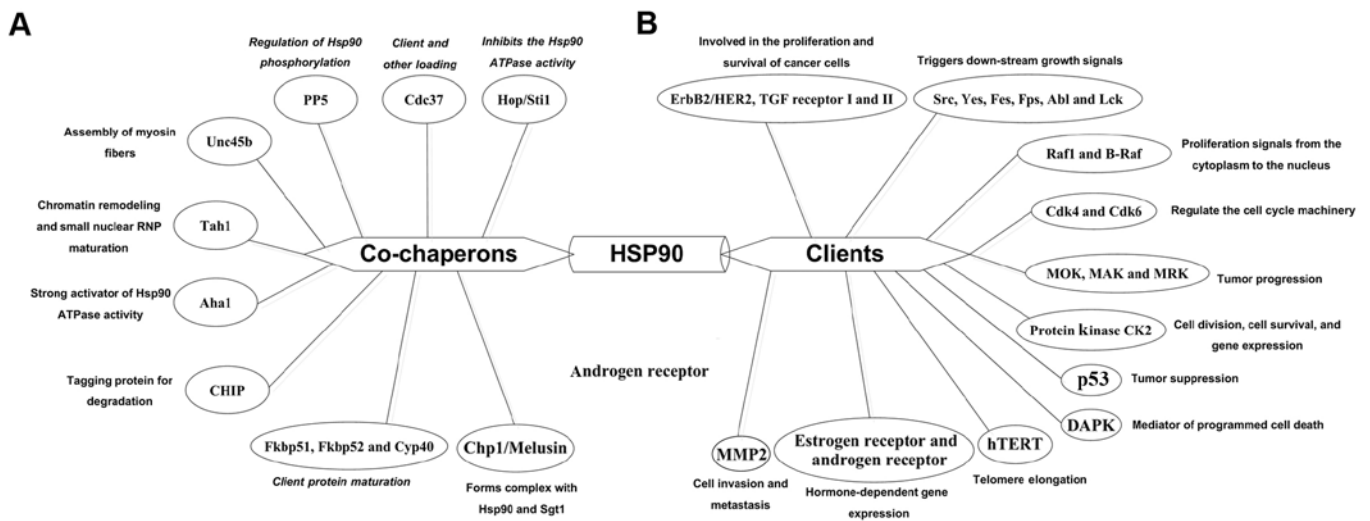 A
Regulation of Hsp90
phosphorylation
PP5
Client and
other loading
Cdc37
Inhibits the Hsp90
ATPase activity
Hop/Sti1
Assembly of myosin
fibers
Unc45b
Chromatin remodeling
and small nuclear RNP
maturation
Tah1
Strong activator of Hsp90
ATPase activity
Aha1
Tagging protein for
degradation
CHIP
Fkbp51, Fkbp52 and Cyp40
Client protein maturation
Chp1/Melusin
Forms complex with
Hsp90 and Sgt1
Co-chaperons
HSP90
Androgen receptor
B
Clients
Involved in the proliferation and
survival of cancer cells
ErbB2/HER2, TGF receptor I and II
Triggers down-stream growth signals
Src, Yes, Fes, Fps, Abl and Lck
Raf1 and B-Raf
Proliferation signals from the
cytoplasm to the nucleus
Cdk4 and Cdk6
Regulate the cell cycle machinery
MOK, MAK and MRK
Tumor progression
Protein kinase CK2
Cell division, cell survival, and
gene expression
p53
Tumor suppression
DAPK
Mediator of programmed cell death
hTERT
Telomere elongation
Estrogen receptor and
androgen receptor
Hormone-dependent gene
expression
MMP2
Cell invasion and
metastasis